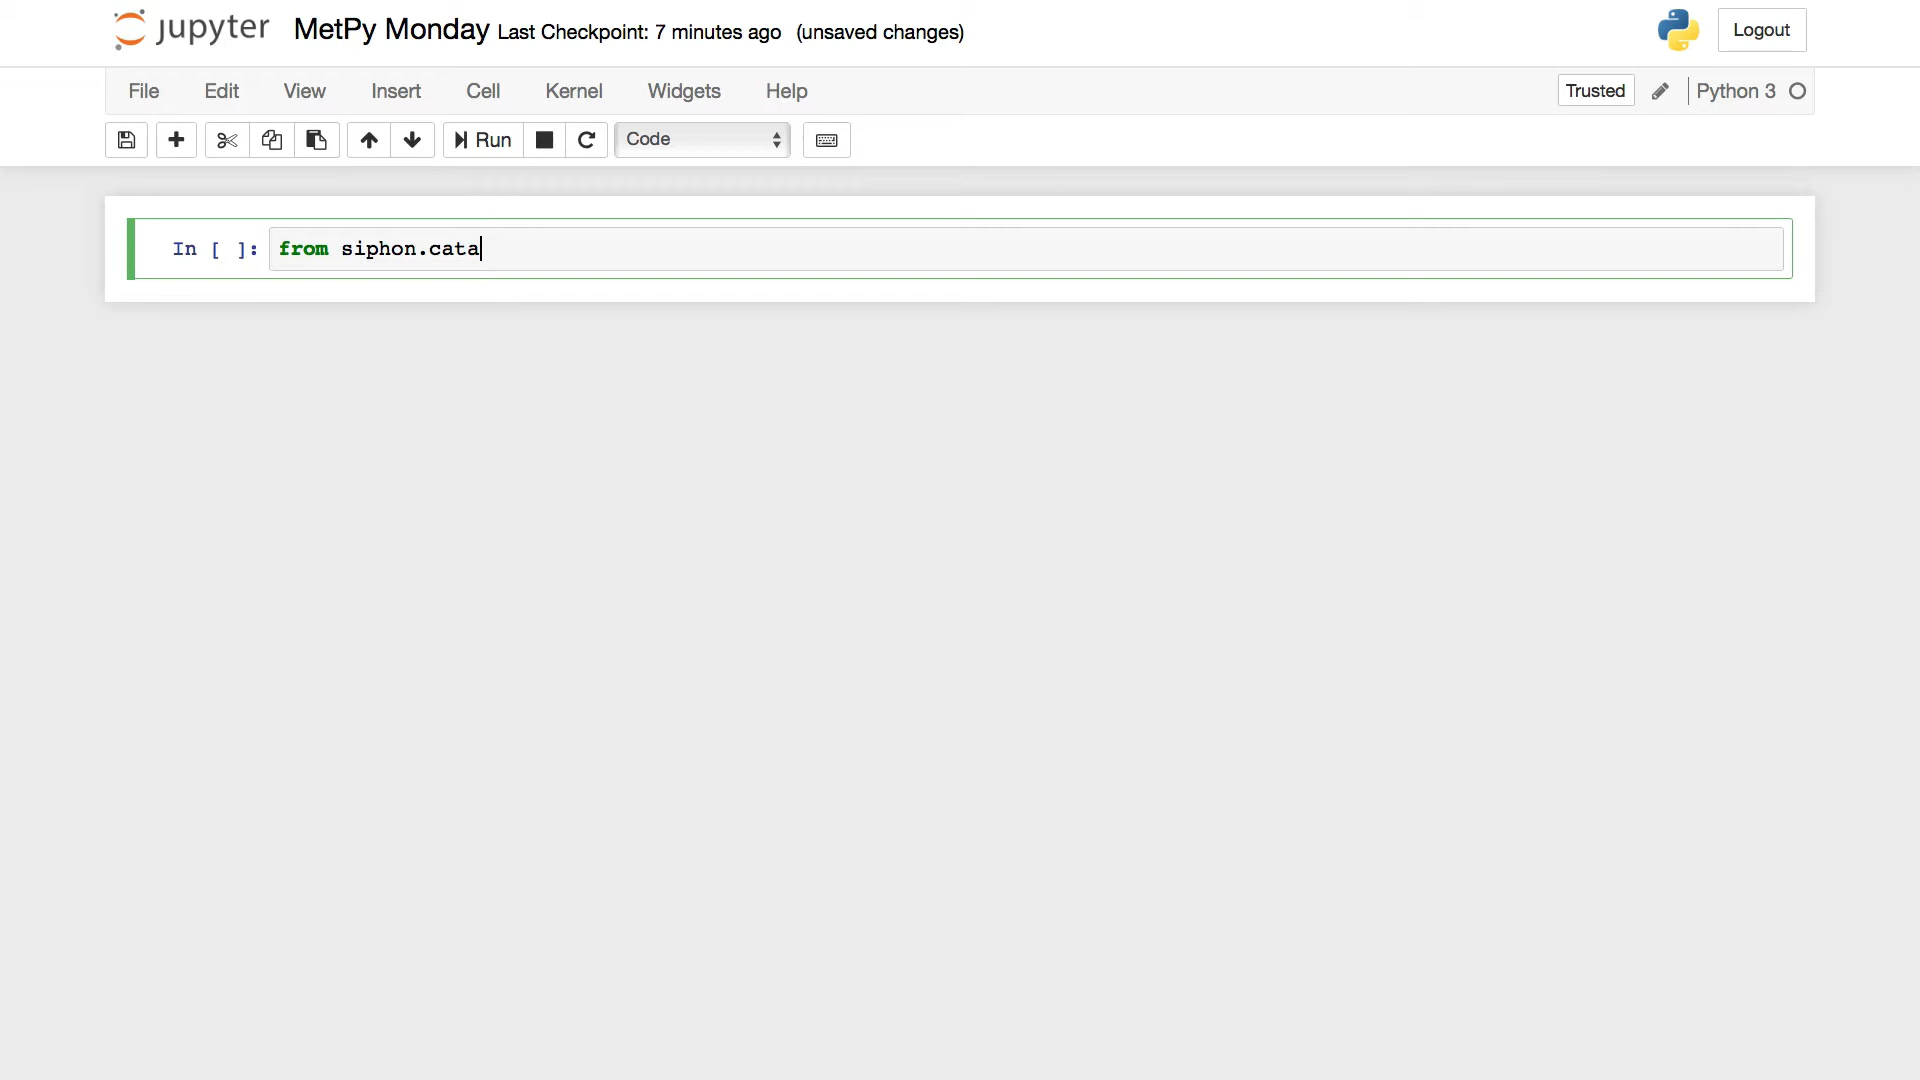 jupyter MetPy Monday Last Checkpoint: 7 minutes ago (unsaved changes) Logout
File Edit View Insert Cell Kernel Widgets Help Trusted Python 3
Run Code
In [ ]: from siphon.cata